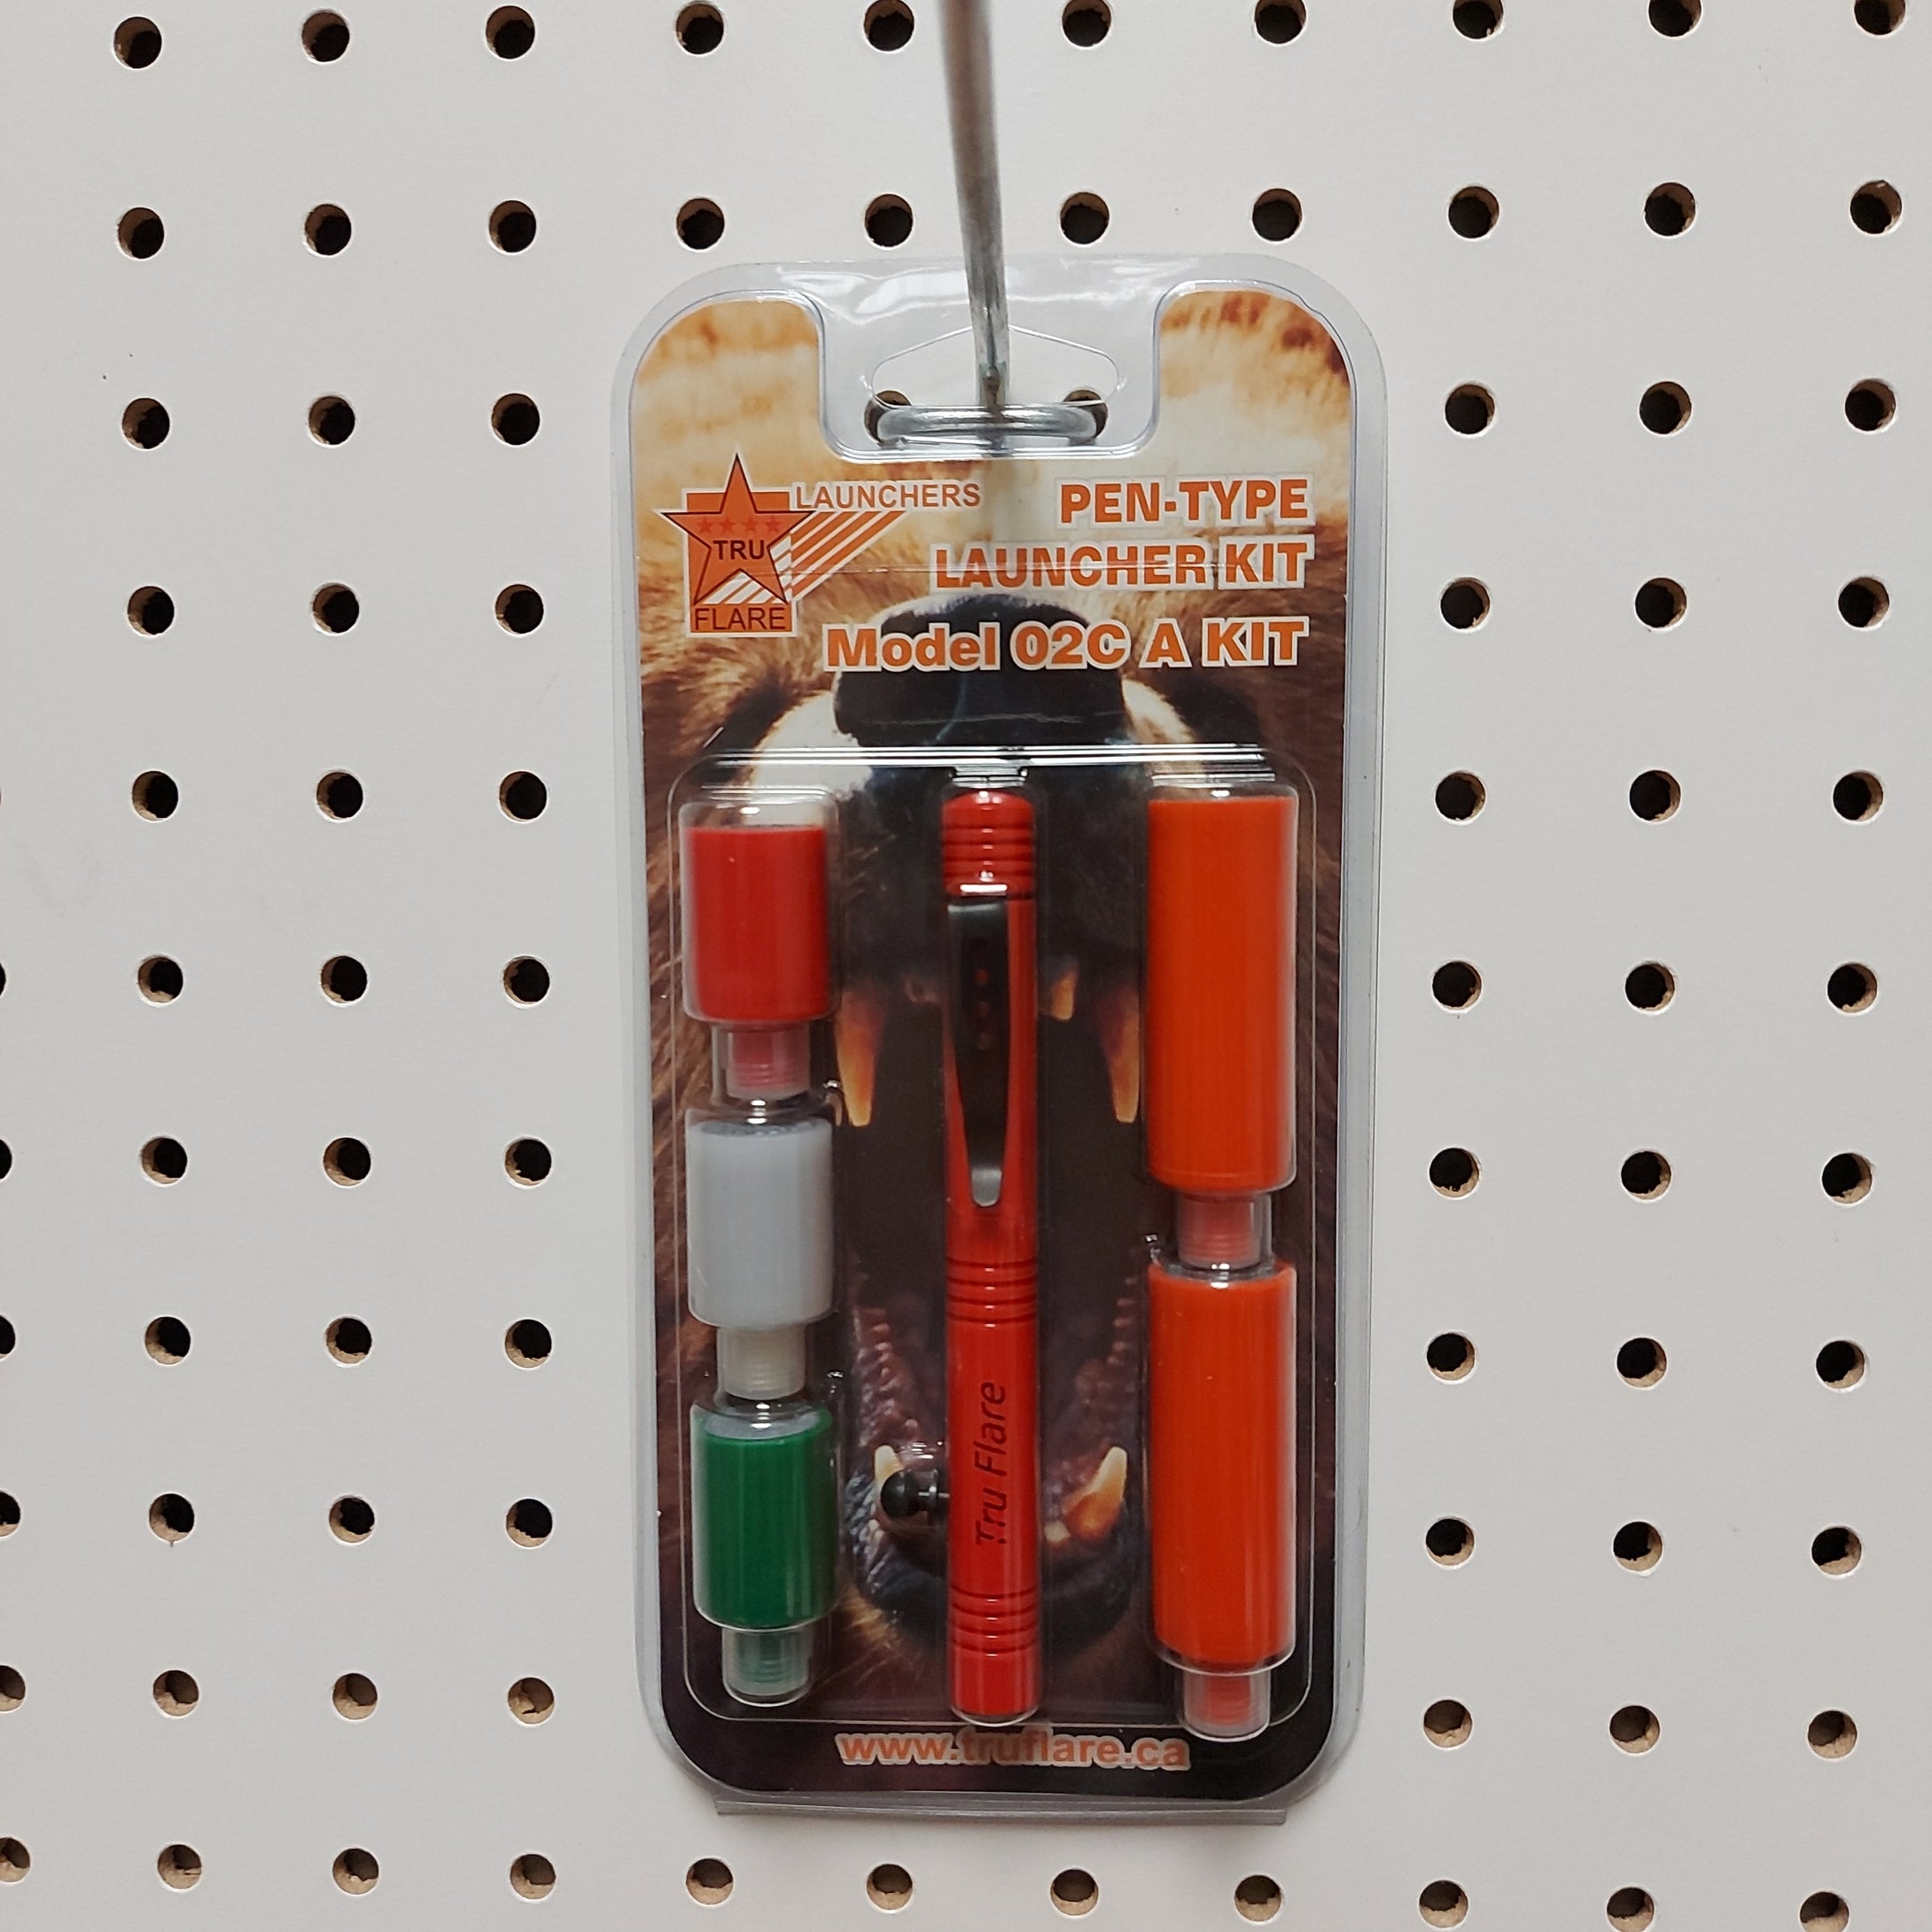 LAUNCHERS
TRU
FLARE
PEN-TYPE
LAUNCHER KIT
Model 02C A KIT
Tru Flare
www.truflare.ca